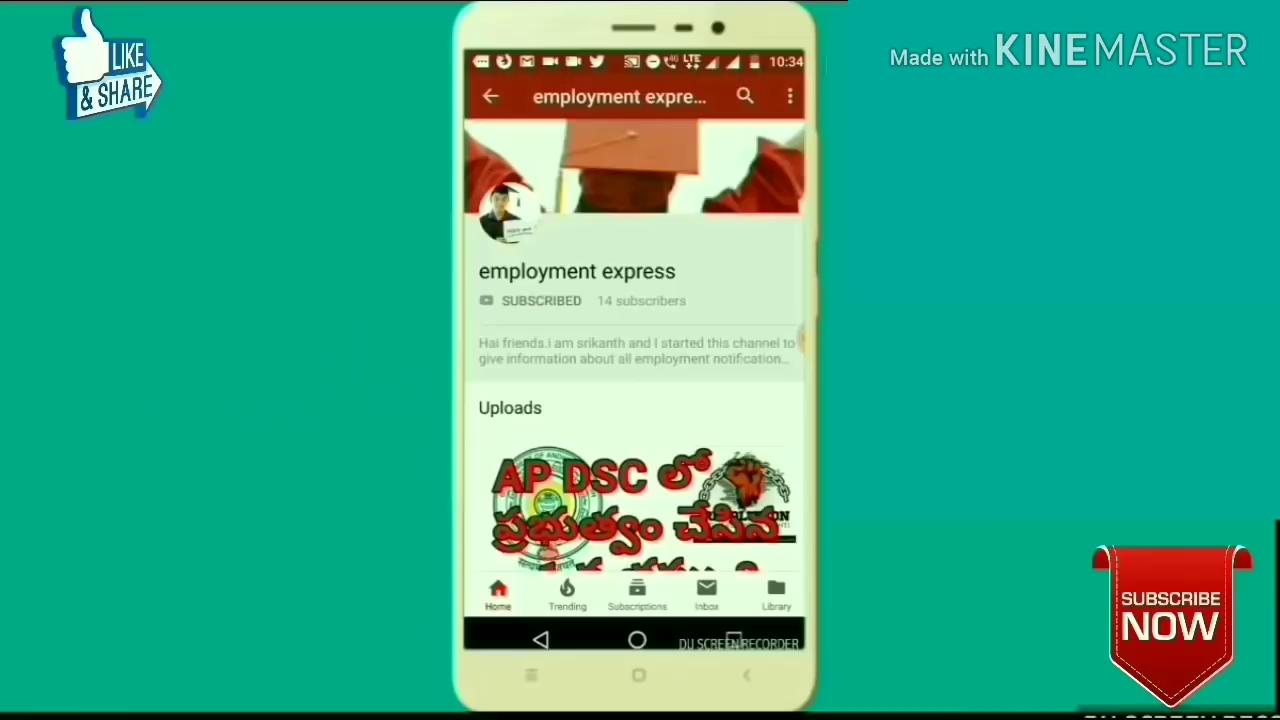 LIKE
& SHARE
Made with KINEMASTER
LTE
10:34
employment expre...
employment express
SUBSCRIBED 14 subscribers
Hai friends.i am srikanth and I started this channel to
give information about all employment notification...
Uploads
AP DSC లో
ప్రభుత్వం చేసిన
Home Trending Subscriptions Inbox Library
DU SCREEN RECORDER
SUBSCRIBE
NOW